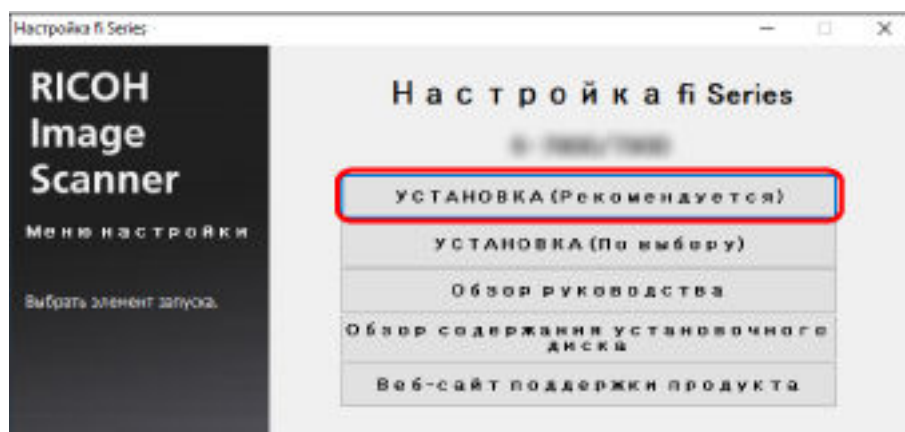 Настройка fi Series
RICOH
Image
Scanner
Меню настройки
Выбрать элемент запуска.
Настройка fi Series
УСТАНОВКА (Рекомендуется)
УСТАНОВКА (По выбору)
Обзор руководства
Обзор содержания установочного
диска
Веб-сайт поддержки продукта